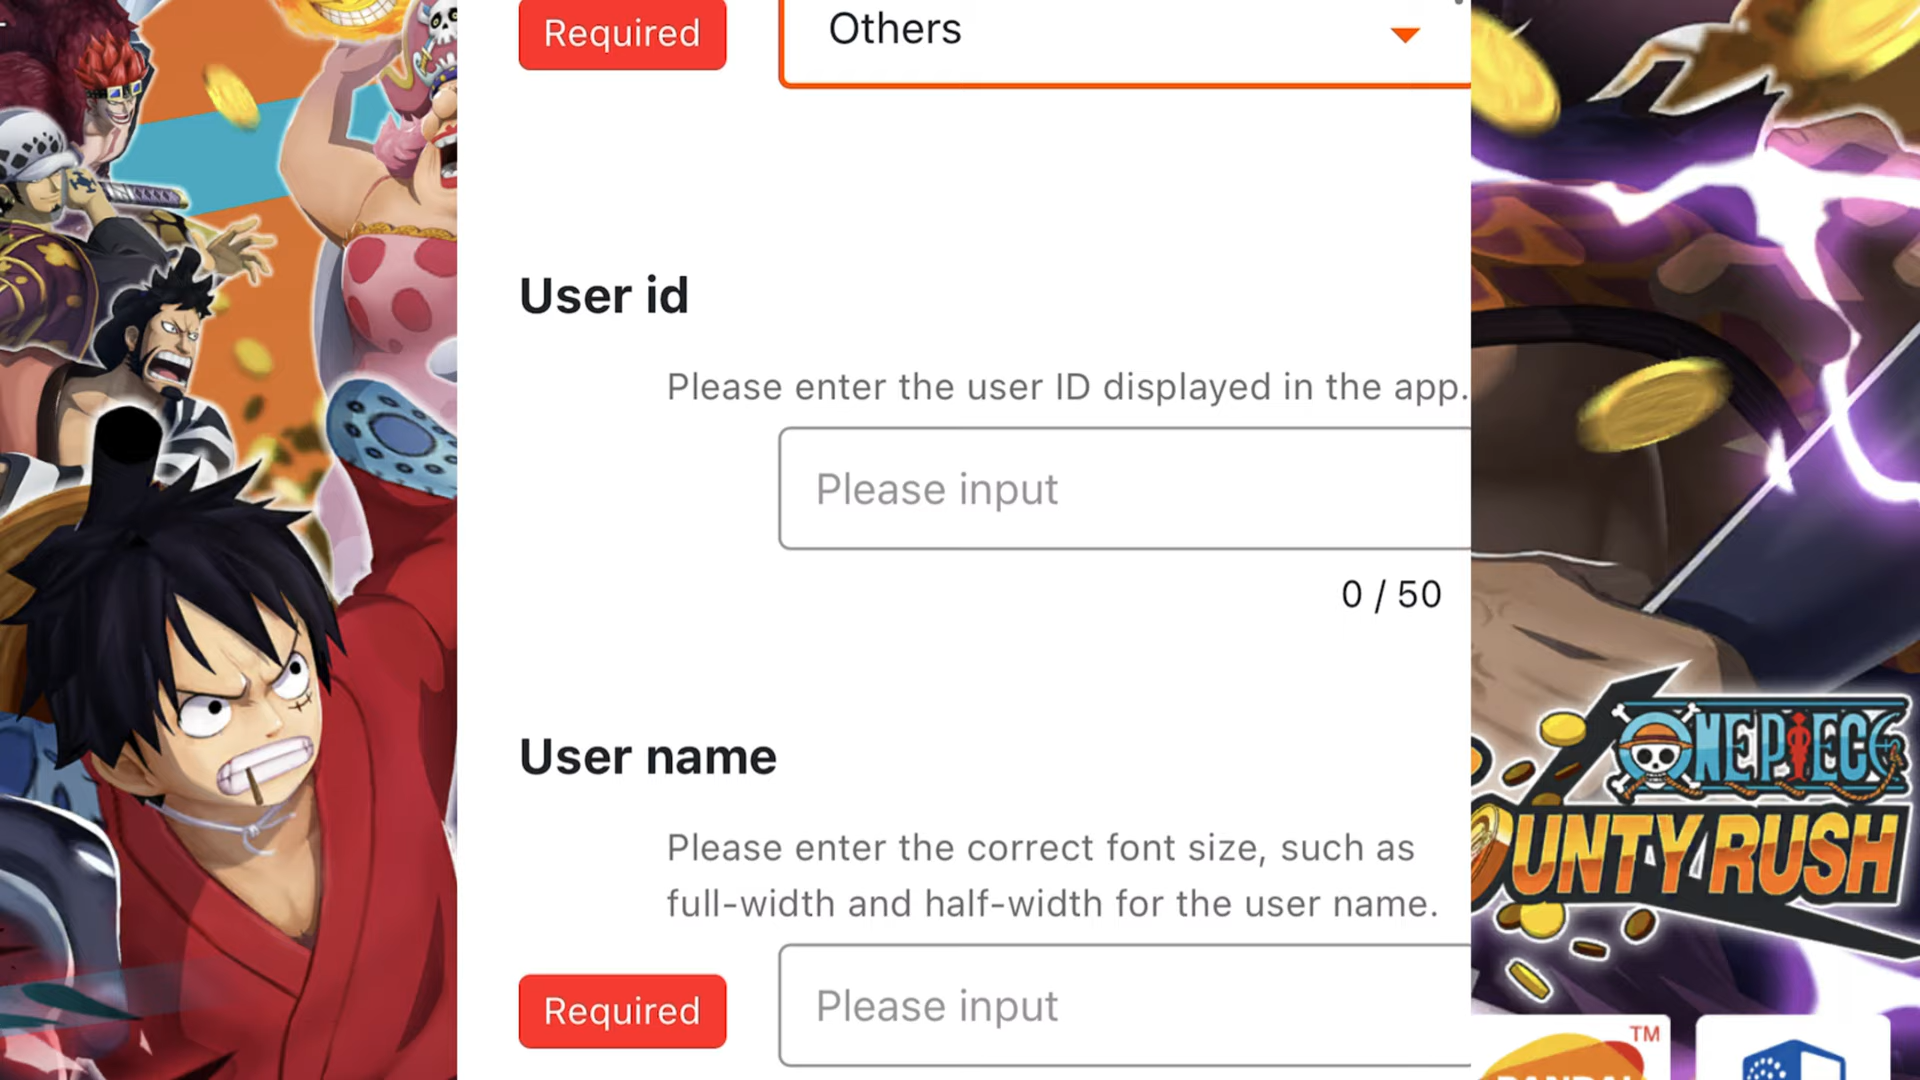 Required
Others
User id
Please enter the user ID displayed in the app.
Please input
0 / 50
User name
Please enter the correct font size, such as
full-width and half-width for the user name.
Required
Please input
ONE PIECE
OUNTY RUSH
TM
BANDAI